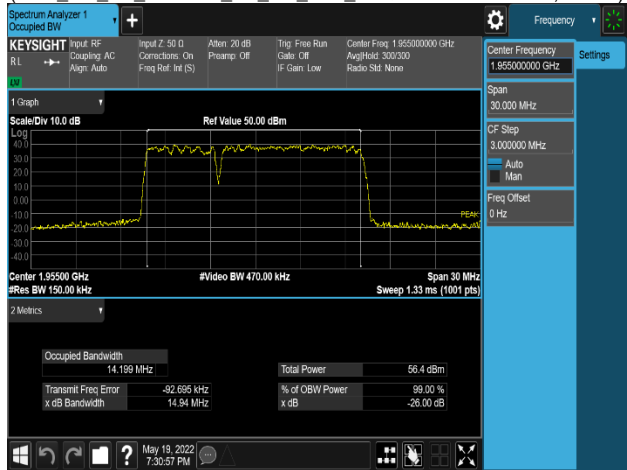 Spectrum Analyzer 1
Occupied BW
Frequency
KEYSIGHT
Input: RF
Input Z: 50 Ω
Atten: 20 dB
Trig: Free Run
Center Freq: 1.955000000 GHz
R L
Coupling: AC
Corrections: On
Preamp: Off
Gate: Off
Avg|Hold: 300/300
Align: Auto
Freq Ref: Int (S)
IF Gain: Low
Radio Std: None
Center Frequency
1.955000000 GHz
Settings
Span
30.000 MHz
CF Step
3.000000 MHz
Auto
Man
Freq Offset
0 Hz
1 Graph
Scale/Div 10.0 dB
Ref Value 50.00 dBm
Log
40.0
30.0
20.0
10.0
0.00
-10.0
-20.0
-30.0
-40.0
PEAK
Center 1.95500 GHz
#Video BW 470.00 kHz
Span 30 MHz
#Res BW 150.00 kHz
Sweep 1.33 ms (1001 pts)
2 Metrics
Occupied Bandwidth
14.199 MHz
Total Power
56.4 dBm
Transmit Freq Error
-92.695 kHz
% of OBW Power
99.00 %
x dB Bandwidth
14.94 MHz
x dB
-26.00 dB
May 19, 2022
7:30:57 PM